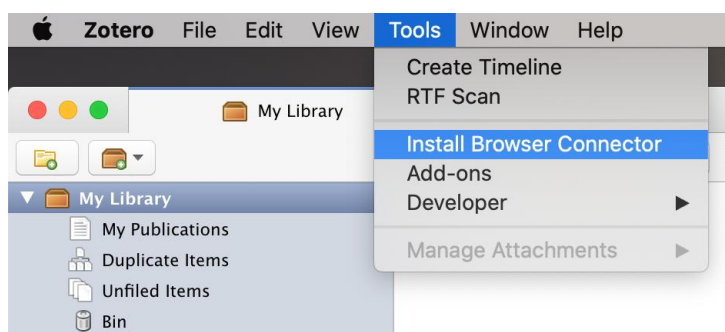 Zotero File Edit View Tools Window Help
Create Timeline
RTF Scan
My Library
Install Browser Connector
Add-ons
My Library
Developer
My Publications
Manage Attachments
Duplicate Items
Unfiled Items
Bin